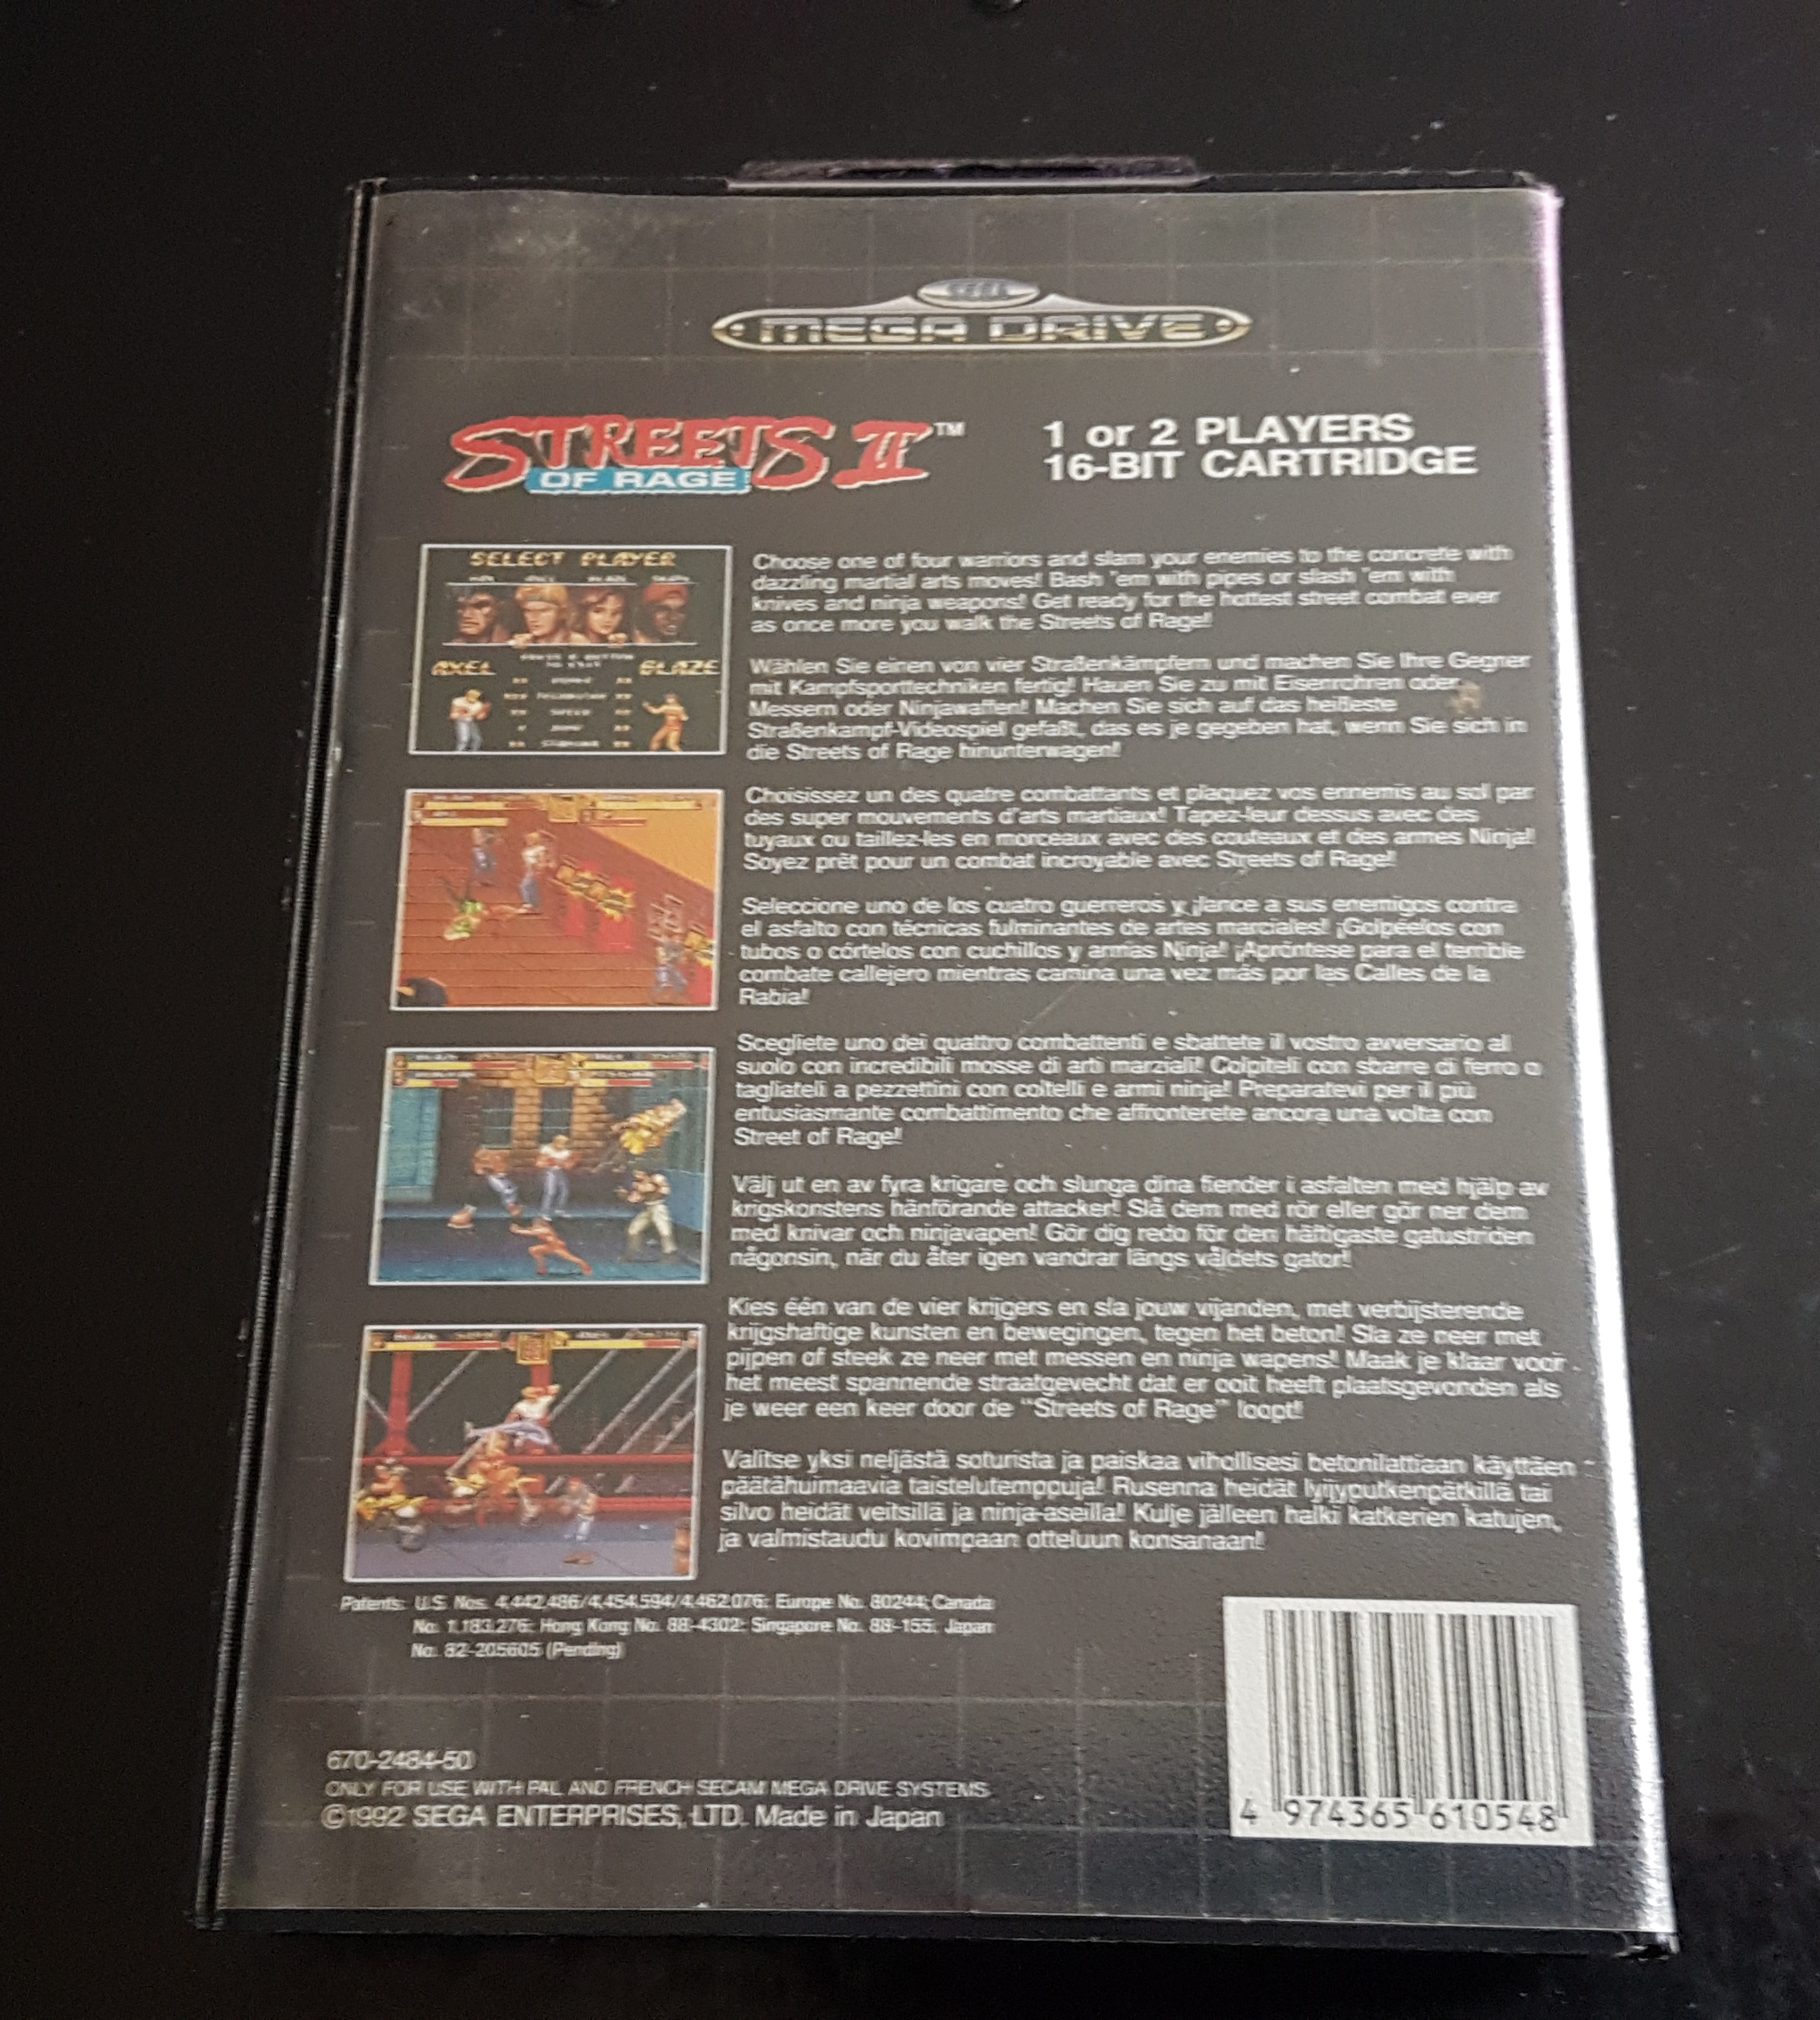 SEGA
MEGA DRIVE
STREETS II™
OF RAGE
1 or 2 PLAYERS
16-BIT CARTRIDGE
SELECT PLAYER
AXEL
BLAZE
Choose one of four warriors and slam your enemies to the concrete with
dazzling martial arts moves! Bash 'em with pipes or slash 'em with
knives and ninja weapons! Get ready for the hottest street combat ever
as once more you walk the Streets of Rage!
Wählen Sie einen von vier Straßenkämpfern und machen Sie Ihre Gegner
mit Kampfsporttechniken fertig! Hauen Sie zu mit Eisenrohren oder
Messern oder Ninjawaffen! Machen Sie sich auf das heißeste
Straßenkampf-Videospiel gefaßt, das es je gegeben hat, wenn Sie sich in
die Streets of Rage hinunterwagen!
Choisissez un des quatre combattants et plaquez vos ennemis au sol par
des super mouvements d'arts martiaux! Tapez-leur dessus avec des
tuyaux ou taillez-les en morceaux avec des couteaux et des armes Ninja!
Soyez prêt pour un combat incroyable avec Streets of Rage!
Seleccione uno de los cuatro guerreros y ¡lance a sus enemigos contra
el asfalto con técnicas fulminantes de artes marciales! ¡Golpéelos con
tubos o córtelos con cuchillos y armas Ninja! ¡Apróntese para el terrible
combate callejero mientras camina una vez más por las Calles de la
Rabia!
Scegliete uno dei quattro combattenti e sbattete il vostro avversario al
suolo con incredibili mosse di arti marziali! Colpiteli con sbarre di ferro o
tagliateli a pezzettini con coltelli e armi ninja! Preparatevi per il più
entusiasmante combattimento che affronterete ancora una volta con
Street of Rage!
Välj ut en av fyra krigare och slunga dina fiender i asfalten med hjälp av
krigskonstens hänförande attacker! Slå dem med rör eller gör ner dem
med knivar och ninjavapen! Gör dig redo för den häftigaste gatustriden
någonsin, när du åter igen vandrar längs våldets gator!
Kies één van de vier krijgers en sla jouw vijanden, met verbijsterende
krijgshaftige kunsten en bewegingen, tegen het beton! Sla ze neer met
pijpen of steek ze neer met messen en ninja wapens! Maak je klaar voor
het meest spannende straatgevecht dat er ooit heeft plaatsgevonden als
je weer een keer door de "Streets of Rage" loopt!
Valitse yksi neljästä soturista ja paiskaa vihollisesi betonilattiaan käyttäen
päätähuimaavia taistelutemppuja! Rusenna heidät lyijyputkenpätkillä tai
silvo heidät veitsillä ja ninja-aseilla! Kulje jälleen halki katkerien katujen,
ja valmistaudu kovimpaan otteluun konsanaan!
Patents: U.S. Nos. 4,442,486/4,454,594/4,462,076; Europe No. 80244; Canada
No. 1,183,276; Hong Kong No. 88-4302; Singapore No. 88-155; Japan
No. 82-205605 (Pending)
670-2484-50
ONLY FOR USE WITH PAL AND FRENCH SECAM MEGA DRIVE SYSTEMS
©1992 SEGA ENTERPRISES, LTD. Made in Japan
4 974365 610548